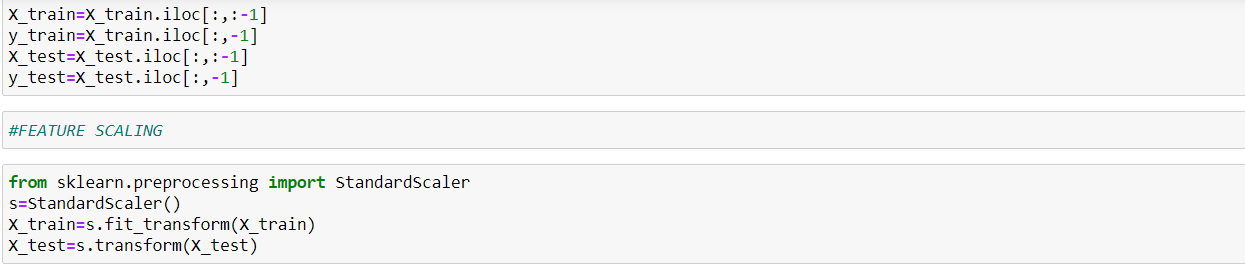 X_train=X_train.iloc[:,:-1]
y_train=X_train.iloc[:,-1]
X_test=X_test.iloc[:,:-1]
y_test=X_test.iloc[:,-1]
#FEATURE SCALING
from sklearn.preprocessing import StandardScaler
s=StandardScaler()
X_train=s.fit_transform(X_train)
X_test=s.transform(X_test)